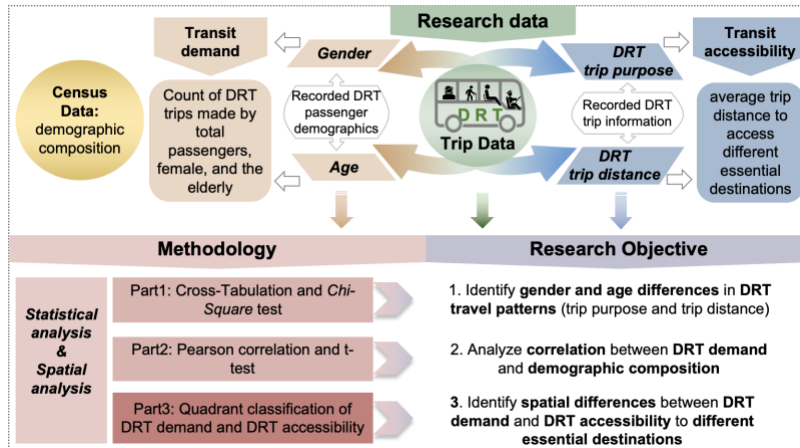 Research data
Transit
demand
Gender
DRT
trip purpose
Transit
accessibility
Census
Data:
demographic
composition
Count of DRT
trips made by
total
passengers,
female, and the
elderly
Recorded DRT
passenger
demographics
Age
DRT
Trip Data
Recorded DRT
trip information
DRT
trip distance
average trip
distance to
access
different
essential
destinations
Methodology
Research Objective
Statistical
analysis
&
Spatial
analysis
Part1: Cross-Tabulation and Chi-
Square test
1. Identify gender and age differences in DRT
travel patterns (trip purpose and trip distance)
Part2: Pearson correlation and t-
test
2. Analyze correlation between DRT demand
and demographic composition
Part3: Quadrant classification of
DRT demand and DRT accessibility
3. Identify spatial differences between DRT
demand and DRT accessibility to different
essential destinations